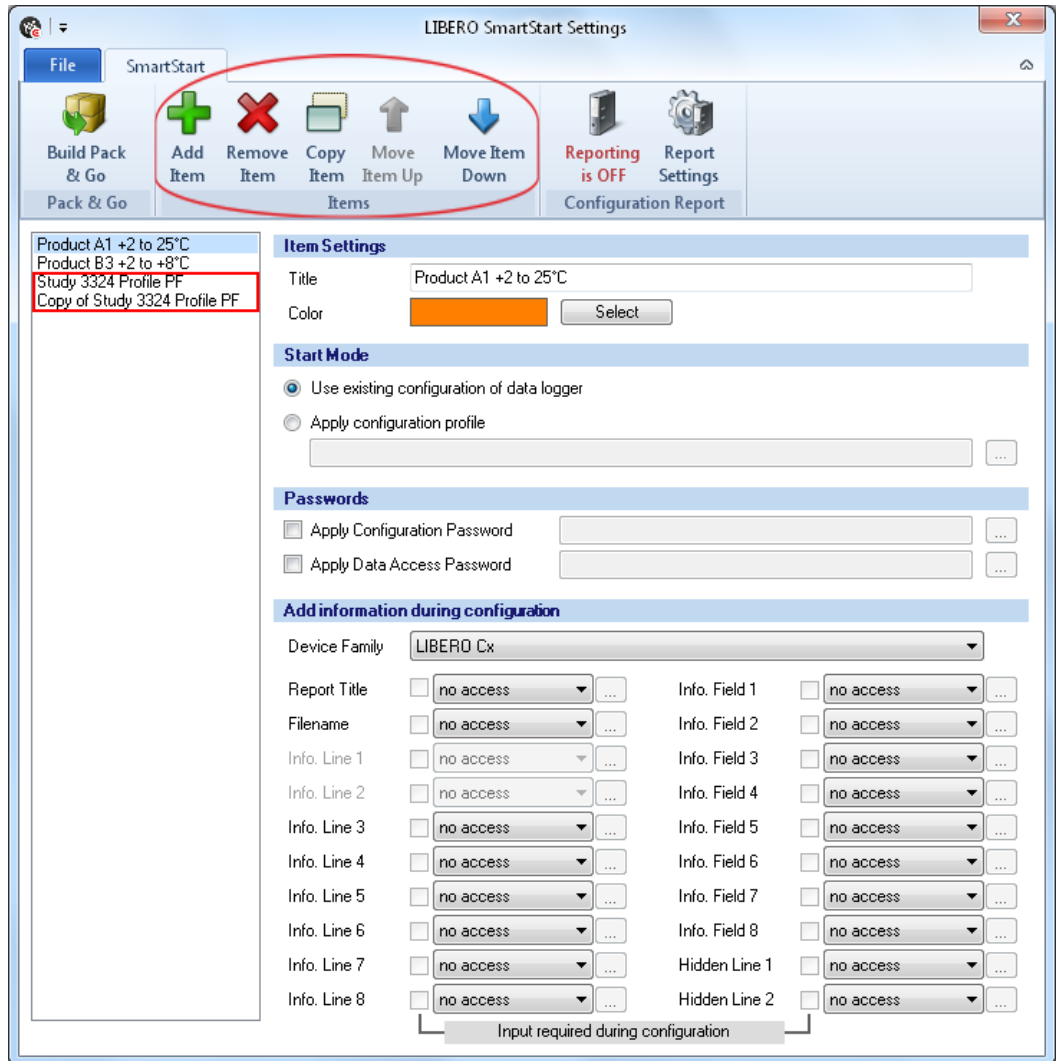 LIBERO SmartStart Settings
File SmartStart
Build Pack & Go
Add Item
Remove Item
Copy Item
Move Item Up
Move Item Down
Reporting is OFF
Report Settings
Pack & Go
Items
Configuration Report
Product A1 +2 to 25°C
Product B3 +2 to +8°C
Study 3324 Profile PF
Copy of Study 3324 Profile PF
Item Settings
Title Product A1 +2 to 25°C
Color Select
Start Mode
Use existing configuration of data logger
Apply configuration profile
...
Passwords
Apply Configuration Password ...
Apply Data Access Password ...
Add information during configuration
Device Family LIBERO Cx
Report Title no access ... Info. Field 1 no access ...
Filename no access ... Info. Field 2 no access ...
Info. Line 1 no access ... Info. Field 3 no access ...
Info. Line 2 no access ... Info. Field 4 no access ...
Info. Line 3 no access ... Info. Field 5 no access ...
Info. Line 4 no access ... Info. Field 6 no access ...
Info. Line 5 no access ... Info. Field 7 no access ...
Info. Line 6 no access ... Info. Field 8 no access ...
Info. Line 7 no access ... Hidden Line 1 no access ...
Info. Line 8 no access ... Hidden Line 2 no access ...
Input required during configuration